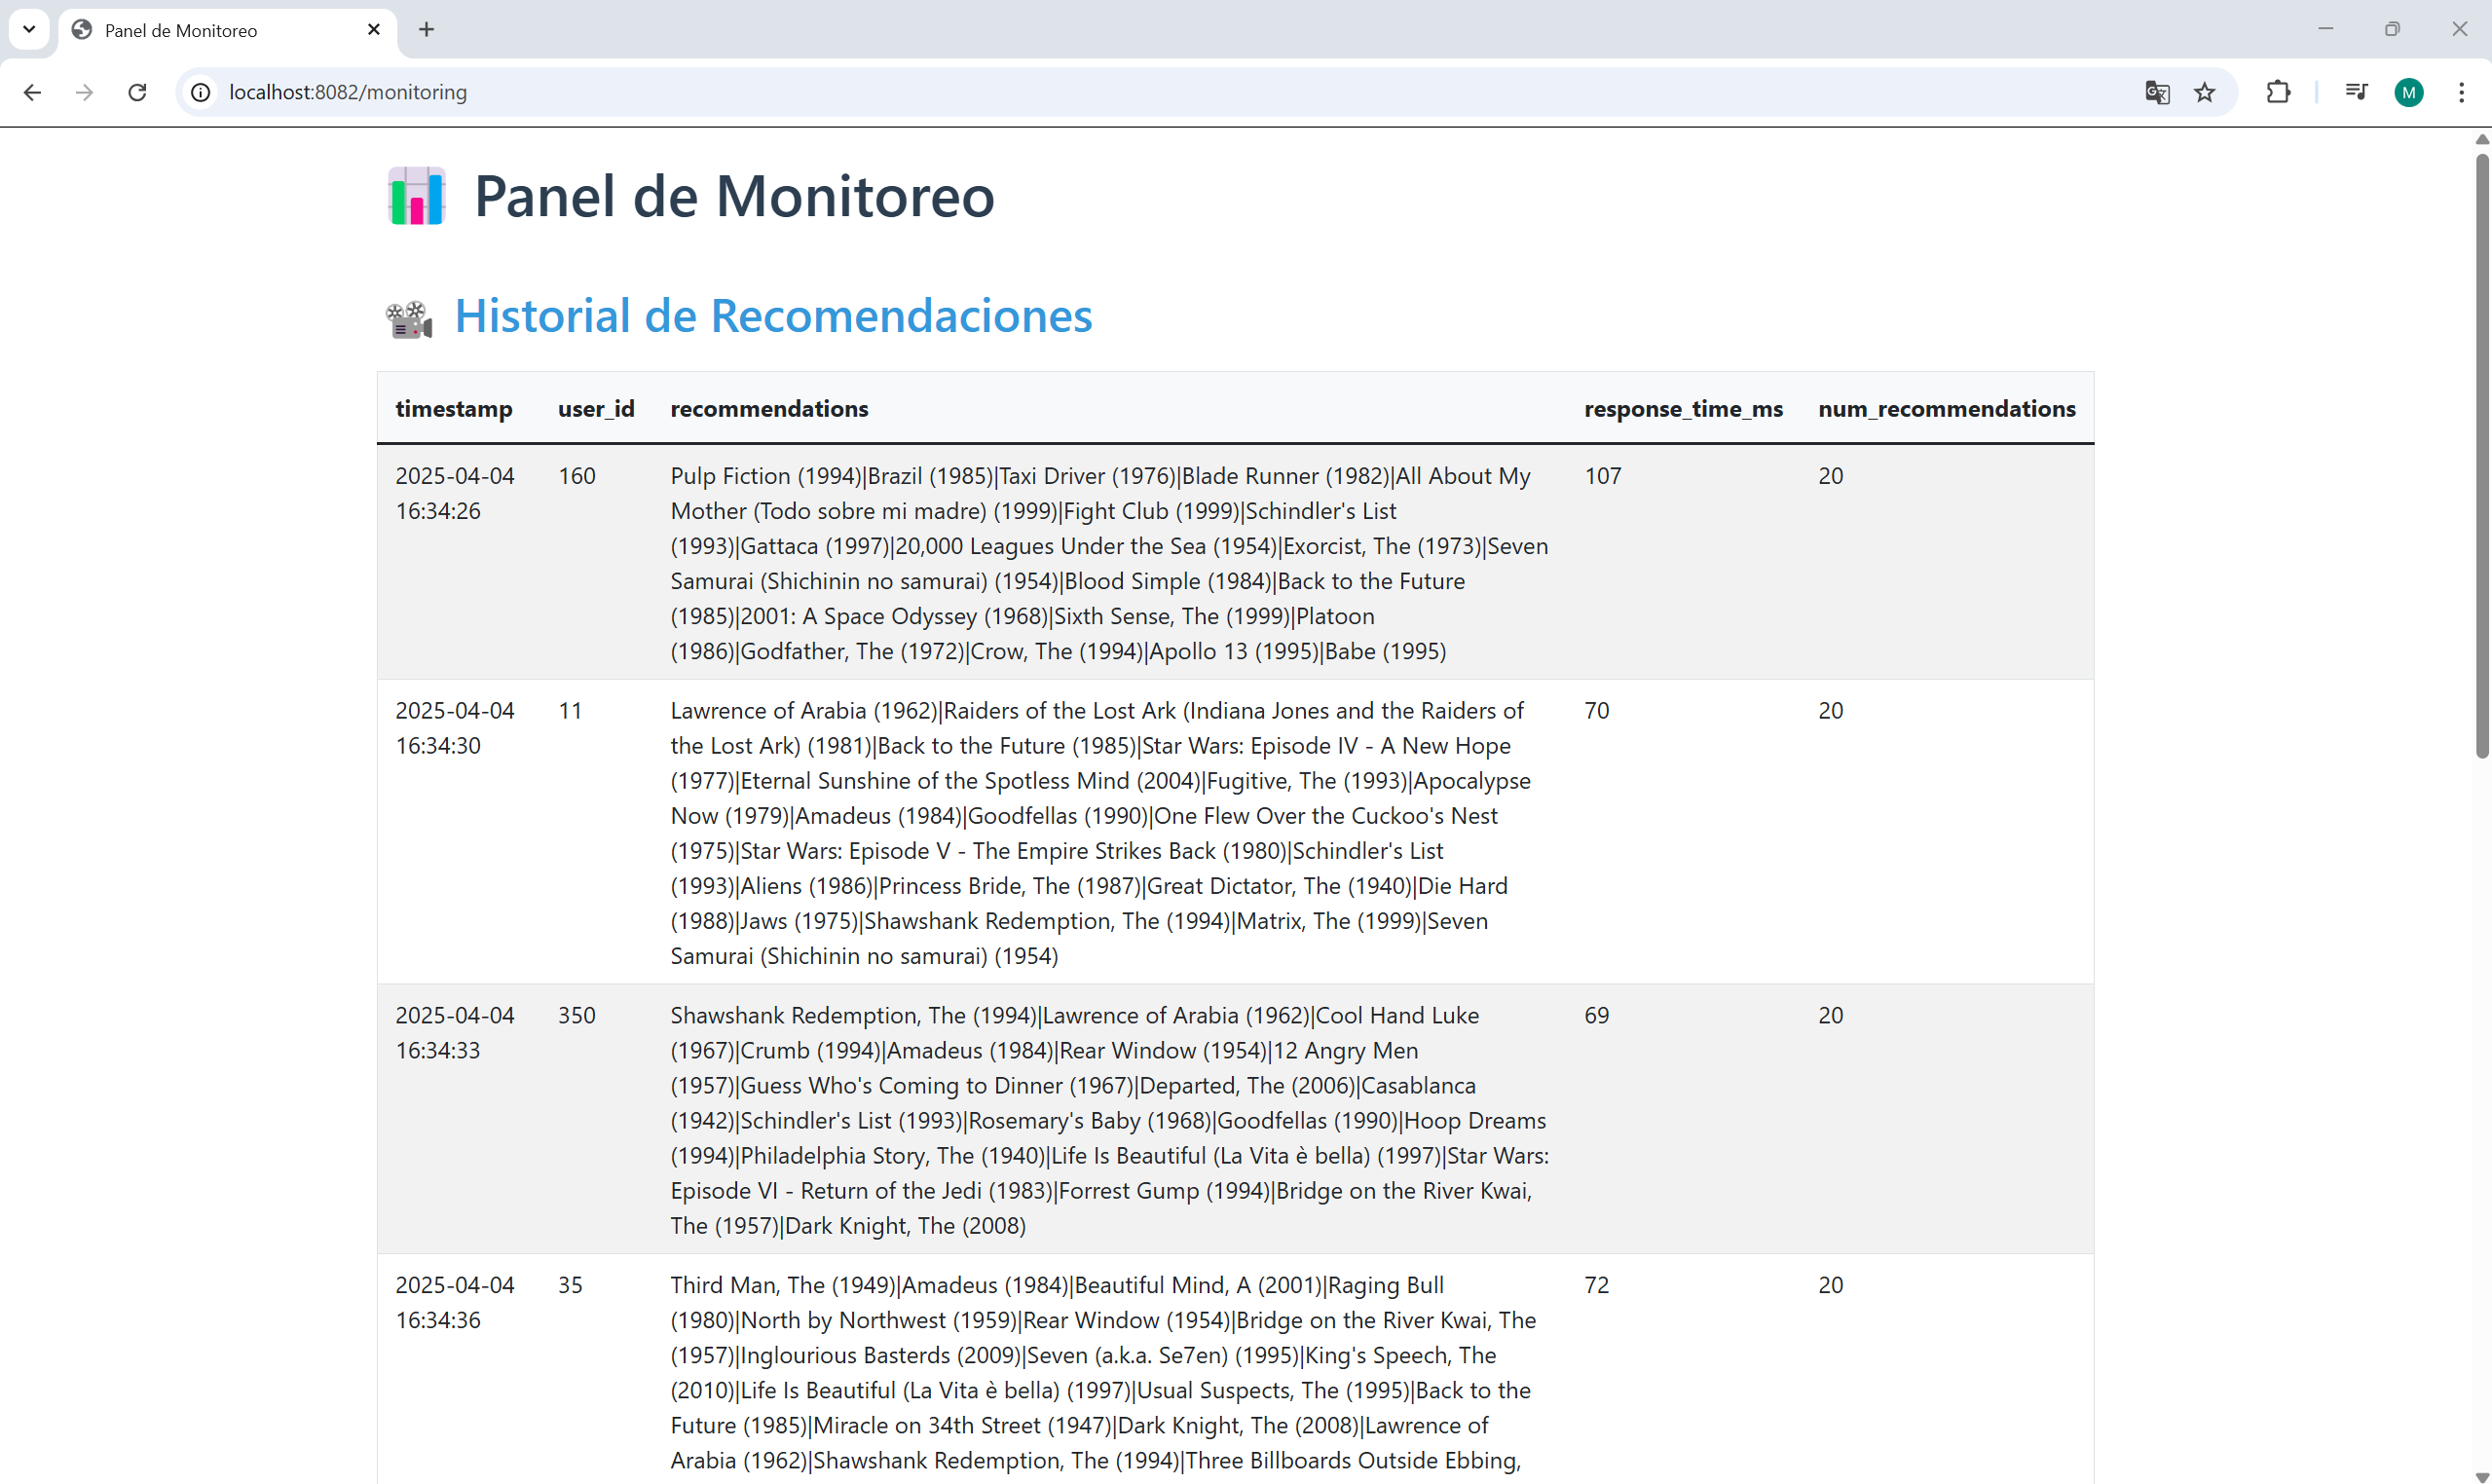 Panel de Monitoreo
localhost:8082/monitoring
M
Panel de Monitoreo
Historial de Recomendaciones
timestamp user_id recommendations response_time_ms num_recommendations
2025-04-04 160 Pulp Fiction (1994)|Brazil (1985)|Taxi Driver (1976)|Blade Runner (1982)|All About My 107 20
16:34:26 Mother (Todo sobre mi madre) (1999)|Fight Club (1999)|Schindler's List
(1993)|Gattaca (1997)|20,000 Leagues Under the Sea (1954)|Exorcist, The (1973)|Seven
Samurai (Shichinin no samurai) (1954)|Blood Simple (1984)|Back to the Future
(1985)|2001: A Space Odyssey (1968)|Sixth Sense, The (1999)|Platoon
(1986)|Godfather, The (1972)|Crow, The (1994)|Apollo 13 (1995)|Babe (1995)
2025-04-04 11 Lawrence of Arabia (1962)|Raiders of the Lost Ark (Indiana Jones and the Raiders of 70 20
16:34:30 the Lost Ark) (1981)|Back to the Future (1985)|Star Wars: Episode IV - A New Hope
(1977)|Eternal Sunshine of the Spotless Mind (2004)|Fugitive, The (1993)|Apocalypse
Now (1979)|Amadeus (1984)|Goodfellas (1990)|One Flew Over the Cuckoo's Nest
(1975)|Star Wars: Episode V - The Empire Strikes Back (1980)|Schindler's List
(1993)|Aliens (1986)|Princess Bride, The (1987)|Great Dictator, The (1940)|Die Hard
(1988)|Jaws (1975)|Shawshank Redemption, The (1994)|Matrix, The (1999)|Seven
Samurai (Shichinin no samurai) (1954)
2025-04-04 350 Shawshank Redemption, The (1994)|Lawrence of Arabia (1962)|Cool Hand Luke 69 20
16:34:33 (1967)|Crumb (1994)|Amadeus (1984)|Rear Window (1954)|12 Angry Men
(1957)|Guess Who's Coming to Dinner (1967)|Departed, The (2006)|Casablanca
(1942)|Schindler's List (1993)|Rosemary's Baby (1968)|Goodfellas (1990)|Hoop Dreams
(1994)|Philadelphia Story, The (1940)|Life Is Beautiful (La Vita è bella) (1997)|Star Wars:
Episode VI - Return of the Jedi (1983)|Forrest Gump (1994)|Bridge on the River Kwai,
The (1957)|Dark Knight, The (2008)
2025-04-04 35 Third Man, The (1949)|Amadeus (1984)|Beautiful Mind, A (2001)|Raging Bull 72 20
16:34:36 (1980)|North by Northwest (1959)|Rear Window (1954)|Bridge on the River Kwai, The
(1957)|Inglourious Basterds (2009)|Seven (a.k.a. Se7en) (1995)|King's Speech, The
(2010)|Life Is Beautiful (La Vita è bella) (1997)|Usual Suspects, The (1995)|Back to the
Future (1985)|Miracle on 34th Street (1947)|Dark Knight, The (2008)|Lawrence of
Arabia (1962)|Shawshank Redemption, The (1994)|Three Billboards Outside Ebbing,